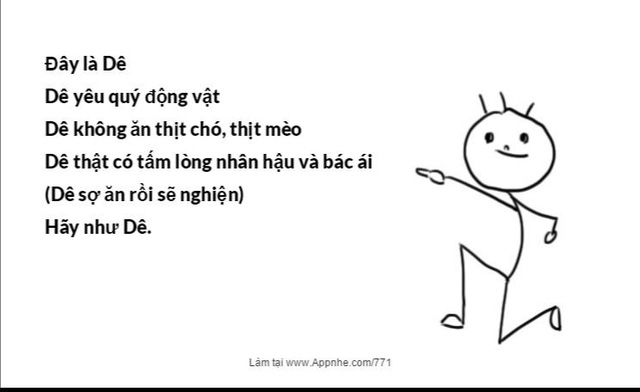 Đây là Dê
Dê yêu quý động vật
Dê không ăn thịt chó, thịt mèo
Dê thật có tấm lòng nhân hậu và bác ái
(Dê sợ ăn rồi sẽ nghiện)
Hãy như Dê.
Làm tại www.Appnhe.com/771